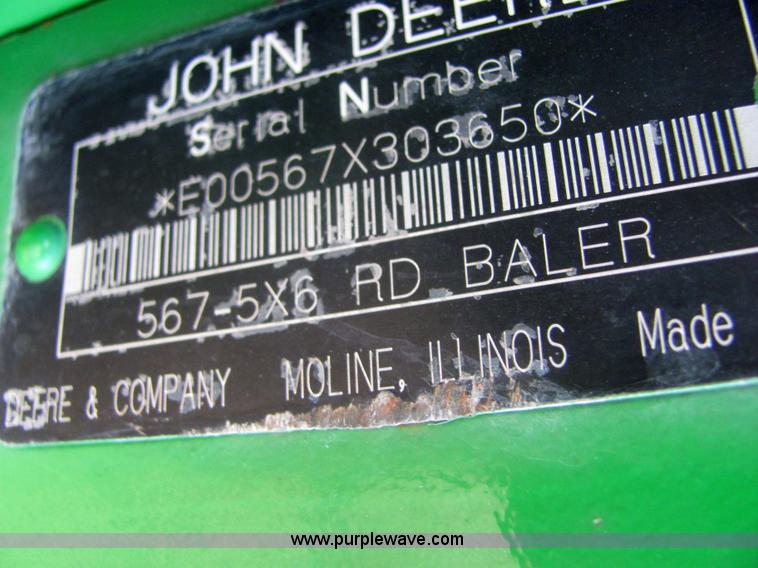 JOHN DEERE
Serial Number
*E00567X303650*
567-5X6 RD BALER
DEERE & COMPANY MOLINE, ILLINOIS Made
www.purplewave.com